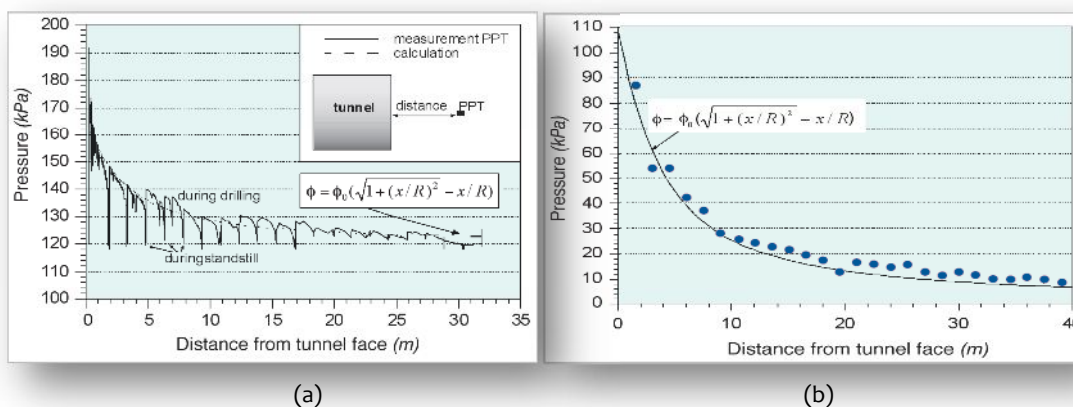 200
190
180
170
160
150
140
130
120
110
100
Pressure (kPa)
measurement PPT
calculation
tunnel
distance
PPT
during drilling
duringstandstill
ϕ = ϕ₀(√1 + (x/R)² − x/R)
0 5 10 15 20 25 30 35
Distance from tunnel face (m)
(a)
110
100
90
80
70
60
50
40
30
20
10
0
Pressure (kPa)
ϕ= ϕ₀(√1 + (x/R)² − x/R)
0 10 20 30 40
Distance from tunnel face (m)
(b)